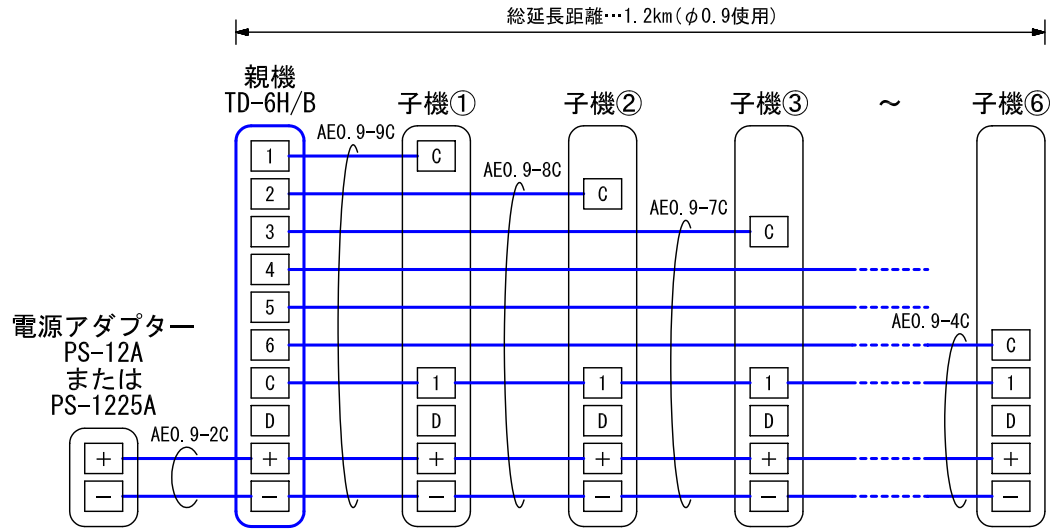 総延長距離…1.2km(φ0.9使用)
親機
TD-6H/B
子機①
子機②
子機③
～
子機⑥
AE0.9-9C
AE0.9-8C
AE0.9-7C
AE0.9-4C
1
C
2
C
3
C
4
5
6
C
C
1
1
1
1
D
D
D
D
D
電源アダプター
PS-12A
または
PS-1225A
AE0.9-2C
+
+
+
+
+
+
－
－
－
－
－
－